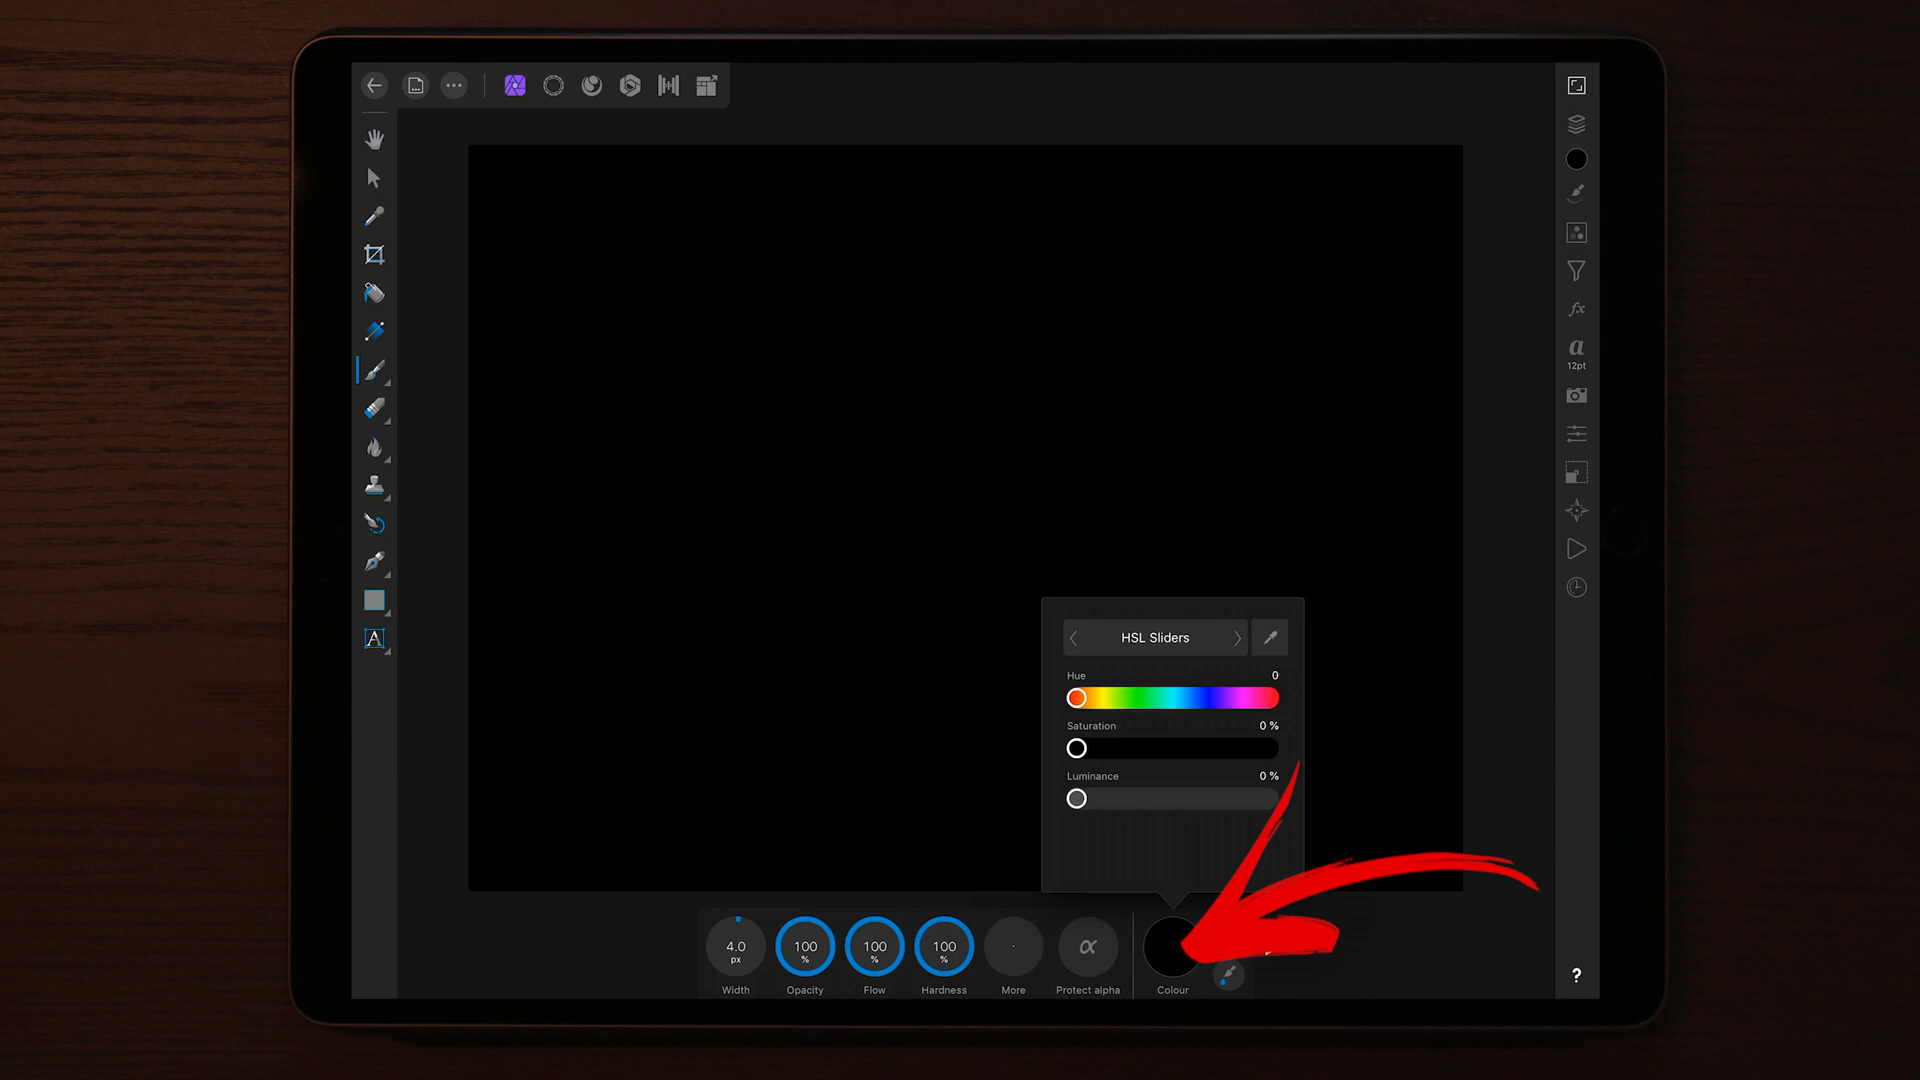 HSL Sliders
Hue 0
Saturation 0 %
Luminance 0 %
a
12pt
fx
A
4.0
px
100
%
100
%
100
%
α
Width Opacity Flow Hardness More Protect alpha Colour
?